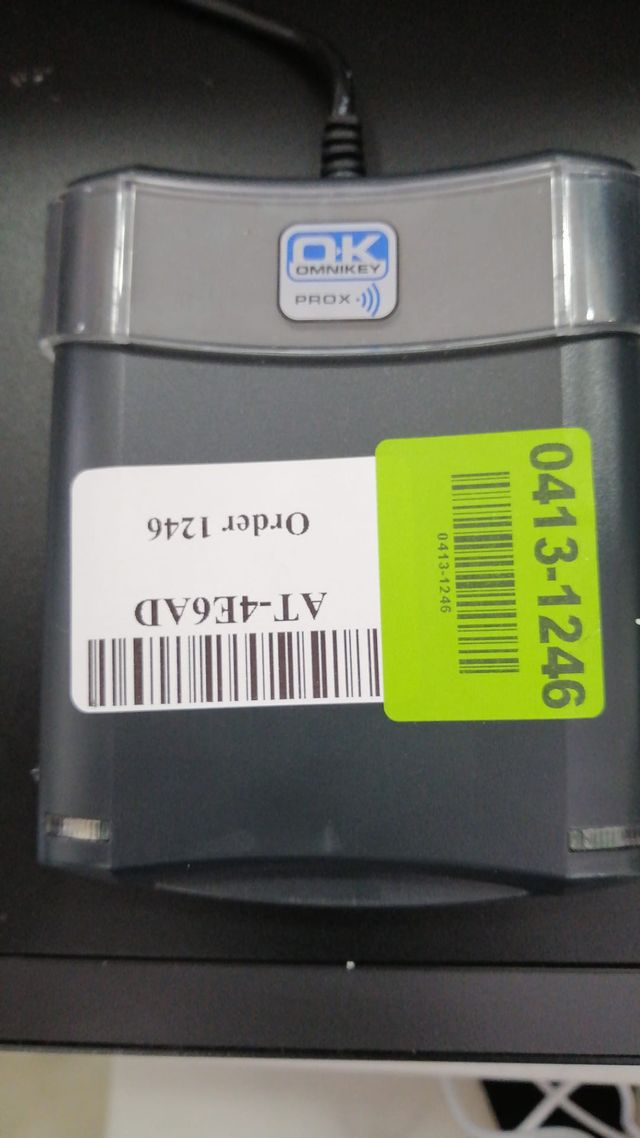 O·K
OMNIKEY
PROX
Order 1246
AT-4E6AD
0413-1246
0413-1246